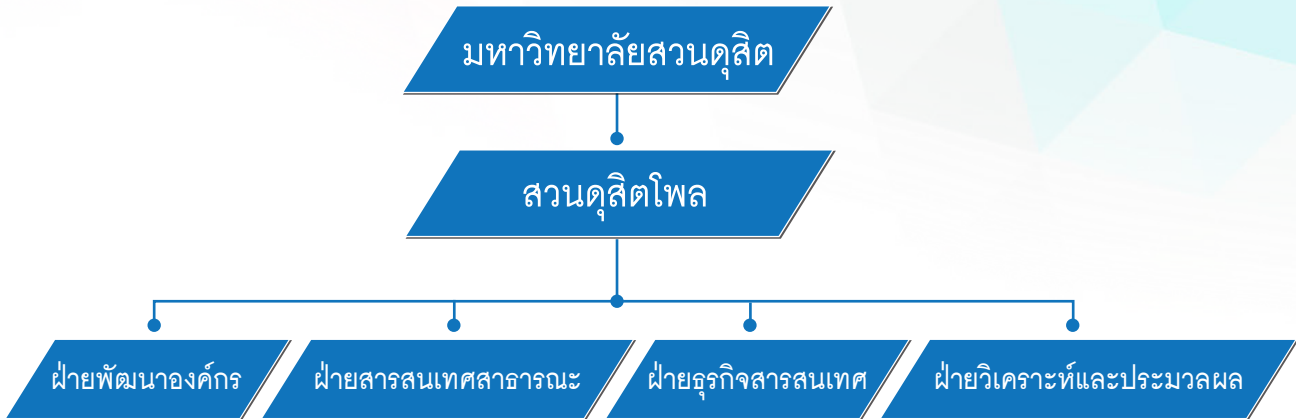 มหาวิทยาลัยสวนดุสิต
สวนดุสิตโพล
ฝ่ายพัฒนาองค์กร
ฝ่ายสารสนเทศสาธารณะ
ฝ่ายธุรกิจสารสนเทศ
ฝ่ายวิเคราะห์และประมวลผล